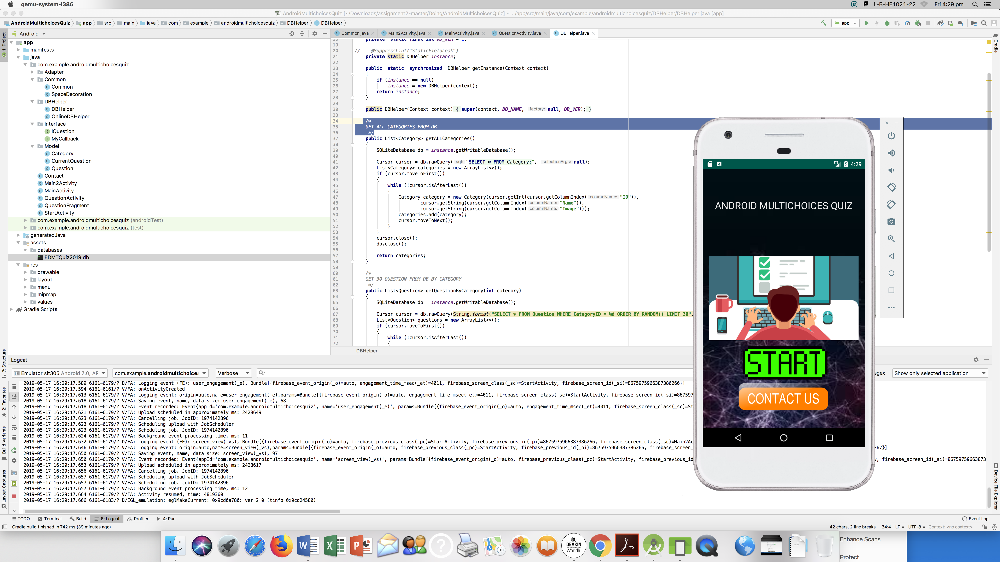 qemu-system-i386
L-B-HE1021-22
Fri 4:29 pm
AndroidMultichoicesQuiz [~/Downloads/assignment2-master/Doing/AndroidMultichoicesQuiz] - .../app/src/main/java/com/example/androidmultichoicesquiz/DBHelper/DBHelper.java [app]
AndroidMultichoicesQuiz
app
src
main
java
com
example
androidmultichoicesquiz
DBHelper
DBHelper
app
Android
Common.java
Main2Activity.java
MainActivity.java
QuestionActivity.java
DBHelper.java
1: Project
Z: Structure
2: Favorites
Build Variants
Layout Captures
Gradle
Device File Explorer
app
manifests
java
com.example.androidmultichoicesquiz
Adapter
Common
Common
SpaceDecoration
DBHelper
DBHelper
OnlineDBHelper
Interface
IQuestion
MyCallback
Model
Category
CurrentQuestion
Question
Contact
Main2Activity
MainActivity
QuestionActivity
QuestionFragment
StartActivity
com.example.androidmultichoicesquiz (androidTest)
com.example.androidmultichoicesquiz (test)
generatedJava
assets
databases
EDMTQuiz2019.db
res
drawable
layout
menu
mipmap
values
Gradle Scripts
18 private static final int DB_VER = 1;
19
20 // @SuppressLint("StaticFieldLeak")
21 private static DBHelper instance;
22
23 public static synchronized DBHelper getInstance(Context context)
24 {
25 if (instance == null)
26 instance = new DBHelper(context);
27 return instance;
28 }
29
30 public DBHelper(Context context) { super(context, DB_NAME, factory: null, DB_VER); }
33
34 /*
35 GET ALL CATEGORIES FROM DB
36 */
37 public List<Category> getALLCategories()
38 {
39 SQLiteDatabase db = instance.getWritableDatabase();
40
41 Cursor cursor = db.rawQuery( sql: "SELECT * FROM Category;", selectionArgs: null);
42 List<Category> categories = new ArrayList<>();
43 if (cursor.moveToFirst())
44 {
45 while (!cursor.isAfterLast())
46 {
47 Category category = new Category(cursor.getInt(cursor.getColumnIndex( columnName: "ID")),
48 cursor.getString(cursor.getColumnIndex( columnName: "Name")),
49 cursor.getString(cursor.getColumnIndex( columnName: "Image")));
50 categories.add(category);
51 cursor.moveToNext();
52 }
53 }
54 cursor.close();
55 db.close();
56
57 return categories;
58 }
59
60 /*
61 GET 30 QUESTION FROM DB BY CATEGORY
62 */
63 public List<Question> getQuestionByCategory(int category)
64 {
65 SQLiteDatabase db = instance.getWritableDatabase();
66
67 Cursor cursor = db.rawQuery(String.format("SELECT * FROM Question WHERE CategoryID = %d ORDER BY RANDOM() LIMIT 30",
68 List<Question> questions = new ArrayList<>();
69 if (cursor.moveToFirst())
70 {
71 while (!cursor.isAfterLast())
72 {
DBHelper
4:29
ANDROID MULTICHOICES QUIZ
START
CONTACT US
Logcat
Emulator sit305 Android 7.0, AP
com.example.androidmultichoices
Verbose
egex
Show only selected application
2019-05-17 16:29:17.589 6161-6179/? D/FA: Logging event (FE): user_engagement(_e), Bundle[{firebase_event_origin(_o)=auto, engagement_time_msec(_et)=4011, firebase_screen_class(_sc)=StartActivity, firebase_screen_id(_si)=8675975966387386266}]
2019-05-17 16:29:17.594 6161-6161/? V/FA: onActivityCreated
2019-05-17 16:29:17.613 6161-6179/? V/FA: Logging event: origin=auto,name=user_engagement(_e),params=Bundle[{firebase_event_origin(_o)=auto, engagement_time_msec(_et)=4011, firebase_screen_class(_sc)=StartActivity, firebase_screen_id(_si)=867597
2019-05-17 16:29:17.618 6161-6179/? V/FA: Saving event, name, data size: user_engagement(_e), 68
2019-05-17 16:29:17.618 6161-6179/? V/FA: Event recorded: Event{appId='com.example.androidmultichoicesquiz', name='user_engagement(_e)', params=Bundle[{firebase_event_origin(_o)=auto, engagement_time_msec(_et)=4011, firebase_screen_class(_sc)=St
2019-05-17 16:29:17.621 6161-6179/? V/FA: Upload scheduled in approximately ms: 2428649
2019-05-17 16:29:17.623 6161-6179/? V/FA: Cancelling job. JobID: 1974142896
2019-05-17 16:29:17.623 6161-6179/? V/FA: Scheduling upload with JobScheduler
2019-05-17 16:29:17.623 6161-6179/? V/FA: Scheduling job. JobID: 1974142896
2019-05-17 16:29:17.624 6161-6179/? V/FA: Background event processing time, ms: 11
2019-05-17 16:29:17.632 6161-6179/? D/FA: Logging event (FE): screen_view(_vs), Bundle[{firebase_event_origin(_o)=auto, firebase_previous_class(_pc)=StartActivity, firebase_previous_id(_pi)=8675975966387386266, firebase_screen_class(_sc)=Main2Ac
2019-05-17 16:29:17.646 6161-6179/? V/FA: Logging event: origin=auto,name=screen_view(_vs),params=Bundle[{firebase_event_origin(_o)=auto, firebase_previous_class(_pc)=StartActivity, firebase_previous_id(_pi)=8675975966387386266, firebase_screen_ 267}]
2019-05-17 16:29:17.650 6161-6179/? V/FA: Saving event, name, data size: screen_view(_vs), 97
2019-05-17 16:29:17.650 6161-6179/? V/FA: Event recorded: Event{appId='com.example.androidmultichoicesquiz', name='screen_view(_vs)', params=Bundle[{firebase_event_origin(_o)=auto, firebase_previous_class(_pc)=StartActivity, firebase_previous_id , firebase_screen_id(_si)=8675975966387­3
2019-05-17 16:29:17.653 6161-6179/? V/FA: Upload scheduled in approximately ms: 2428617
2019-05-17 16:29:17.656 6161-6179/? V/FA: Cancelling job. JobID: 1974142896
2019-05-17 16:29:17.657 6161-6179/? V/FA: Scheduling upload with JobScheduler
2019-05-17 16:29:17.657 6161-6179/? V/FA: Scheduling job. JobID: 1974142896
2019-05-17 16:29:17.657 6161-6179/? V/FA: Background event processing time, ms: 12
2019-05-17 16:29:17.664 6161-6179/? V/FA: Activity resumed, time: 4819360
2019-05-17 16:29:17.666 6161-6183/? D/EGL_emulation: eglMakeCurrent: 0x9cd0a780: ver 2 0 (tinfo 0x9cd24580)
TODO
Terminal
Build
6: Logcat
Profiler
4: Run
Event Log
Gradle build finished in 742 ms (39 minutes ago)
42 chars, 2 line breaks
34:4
LF
UTF-8
Context: <no context>
DEAKIN
Worldly
3D
Enhance Scans
Protect